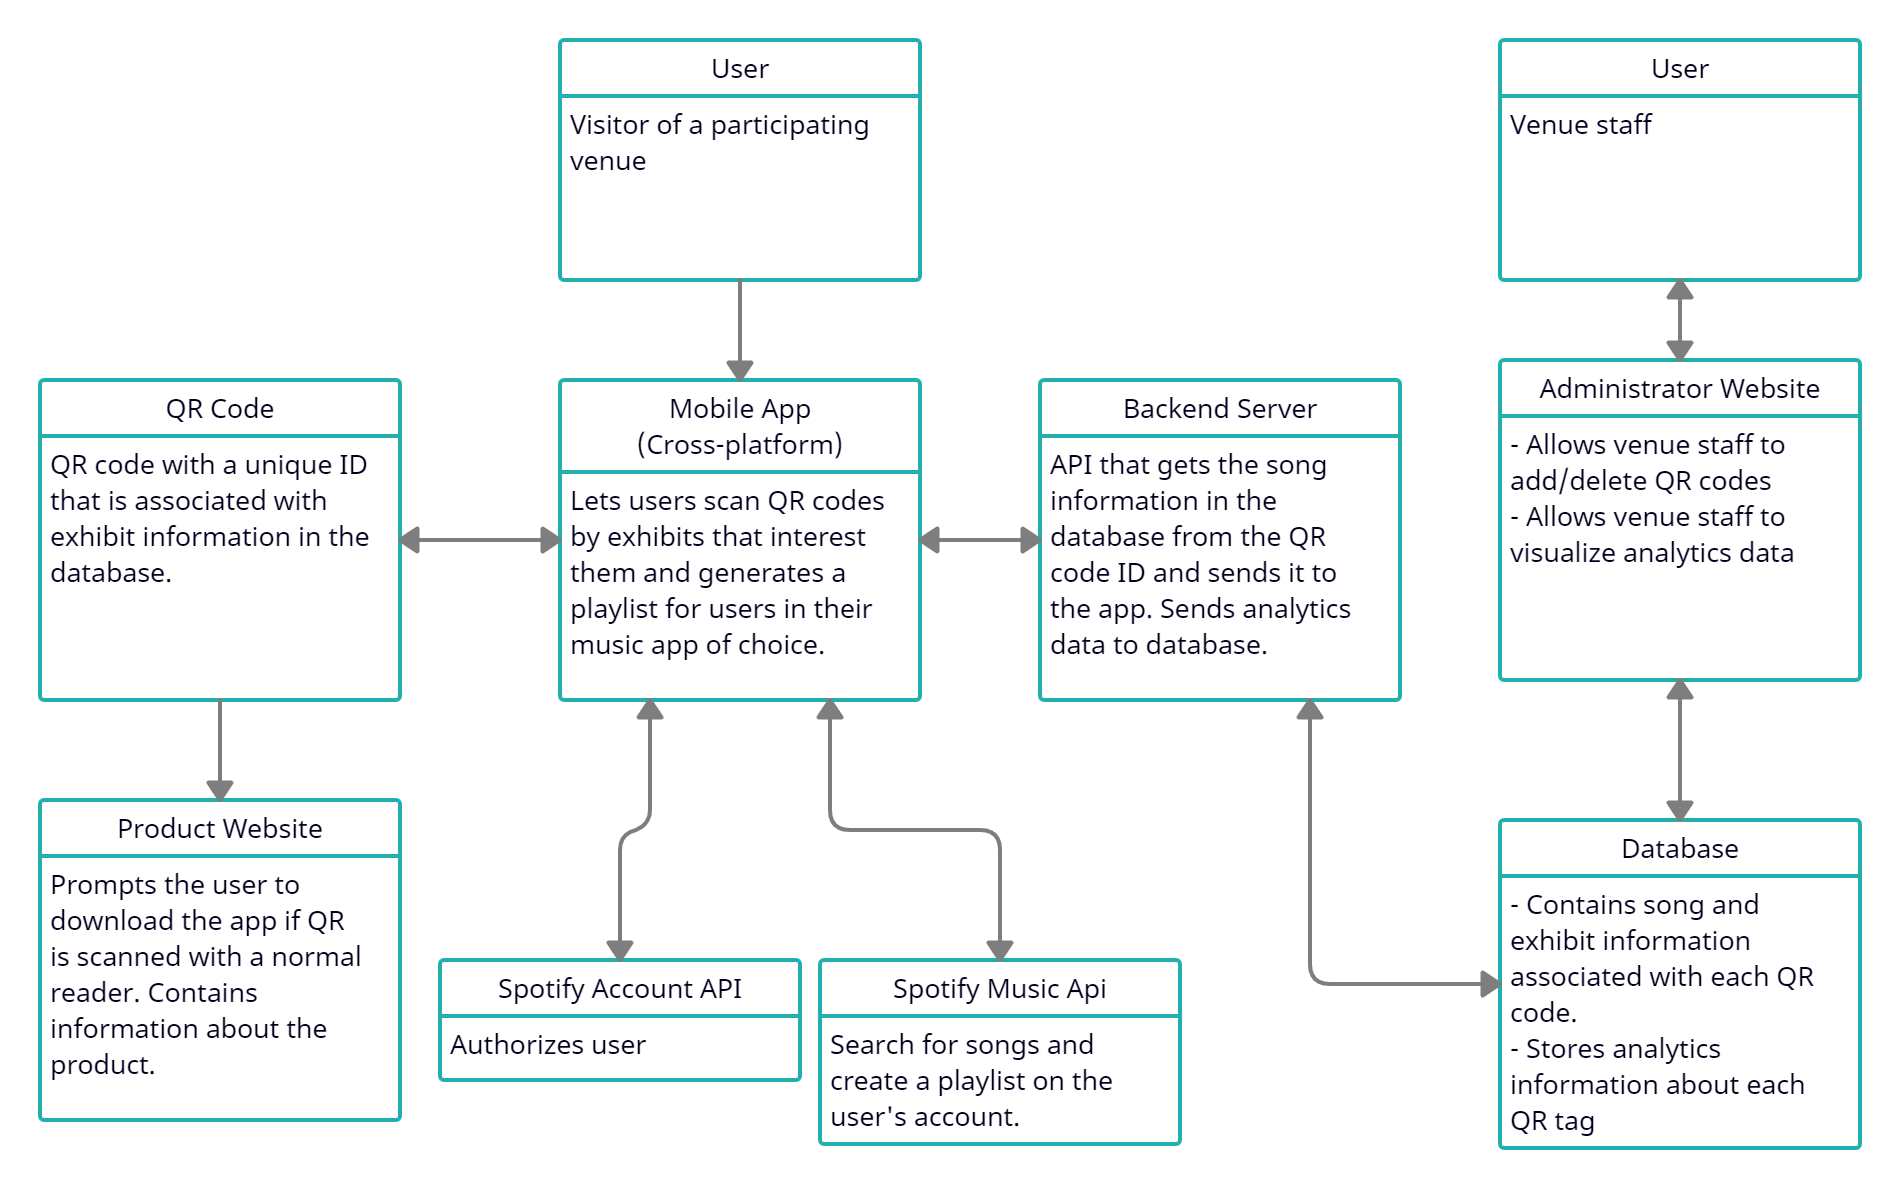 User
Visitor of a participating
venue
User
Venue staff
QR Code
QR code with a unique ID
that is associated with
exhibit information in the
database.
Mobile App
(Cross-platform)
Lets users scan QR codes
by exhibits that interest
them and generates a
playlist for users in their
music app of choice.
Backend Server
API that gets the song
information in the
database from the QR
code ID and sends it to
the app. Sends analytics
data to database.
Administrator Website
- Allows venue staff to
add/delete QR codes
- Allows venue staff to
visualize analytics data
Product Website
Prompts the user to
download the app if QR
is scanned with a normal
reader. Contains
information about the
product.
Spotify Account API
Authorizes user
Spotify Music Api
Search for songs and
create a playlist on the
user's account.
Database
- Contains song and
exhibit information
associated with each QR
code.
- Stores analytics
information about each
QR tag